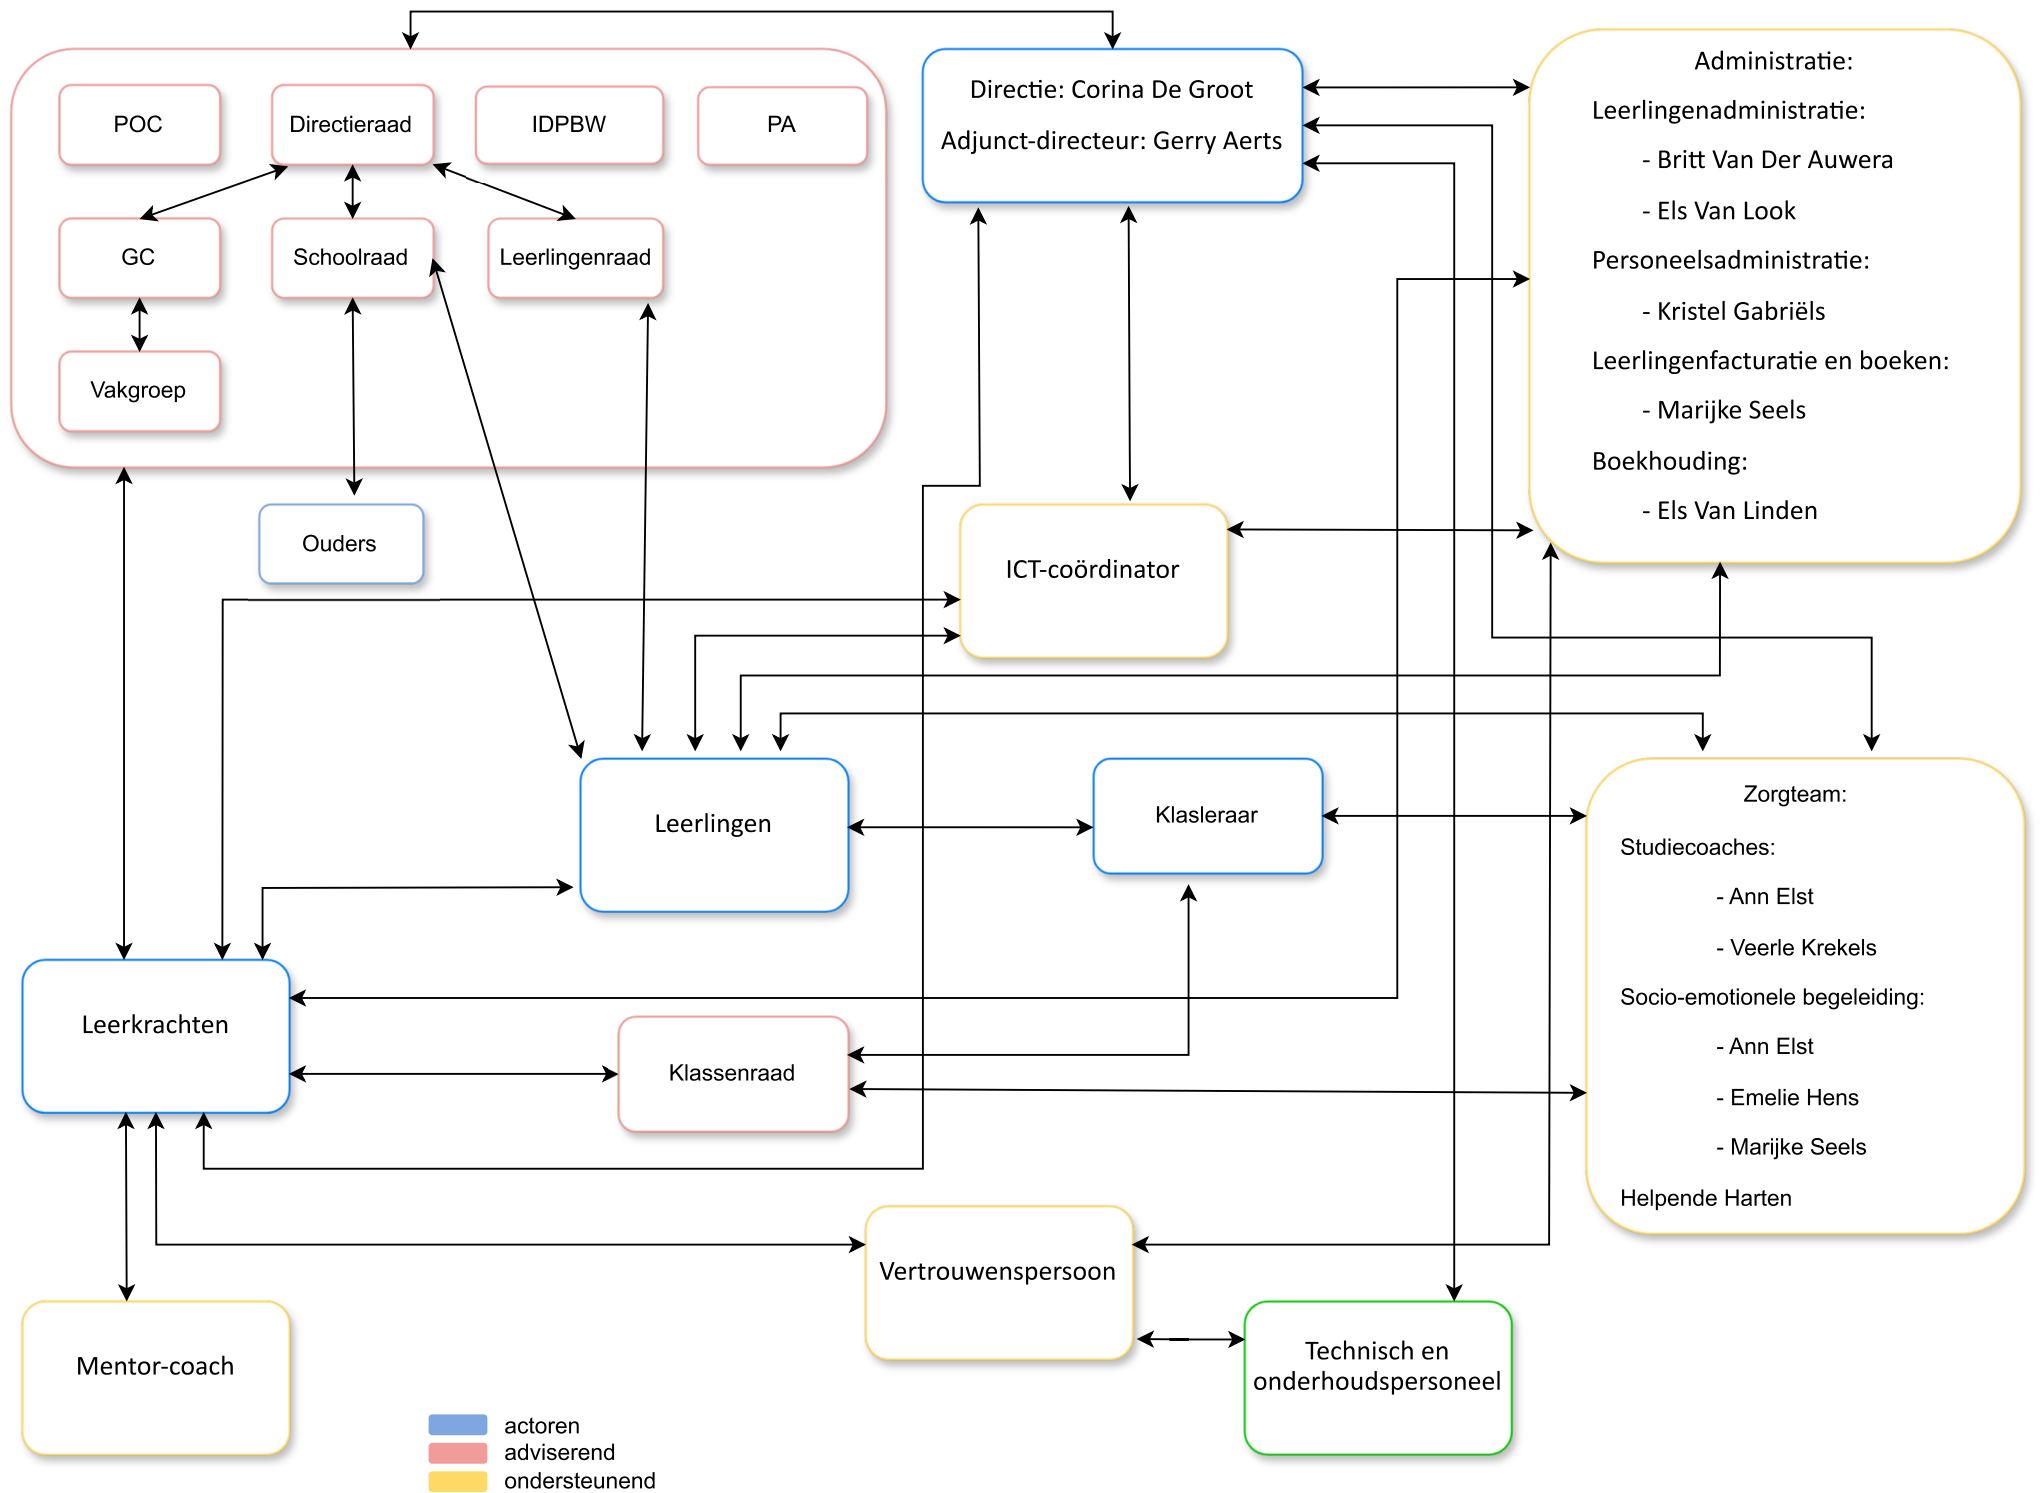 POC
Directieraad
IDPBW
PA
GC
Schoolraad
Leerlingenraad
Vakgroep
Directie: Corina De Groot
Adjunct-directeur: Gerry Aerts
Administratie:
Leerlingenadministratie:
- Britt Van Der Auwera
- Els Van Look
Personeelsadministratie:
- Kristel Gabriëls
Leerlingenfacturatie en boeken:
- Marijke Seels
Boekhouding:
- Els Van Linden
Ouders
ICT-coördinator
Leerlingen
Klasleraar
Zorgteam:
Studiecoaches:
- Ann Elst
- Veerle Krekels
Socio-emotionele begeleiding:
- Ann Elst
- Emelie Hens
- Marijke Seels
Helpende Harten
Leerkrachten
Klassenraad
Vertrouwenspersoon
Mentor-coach
Technisch en
onderhoudspersoneel
actoren
adviserend
ondersteunend